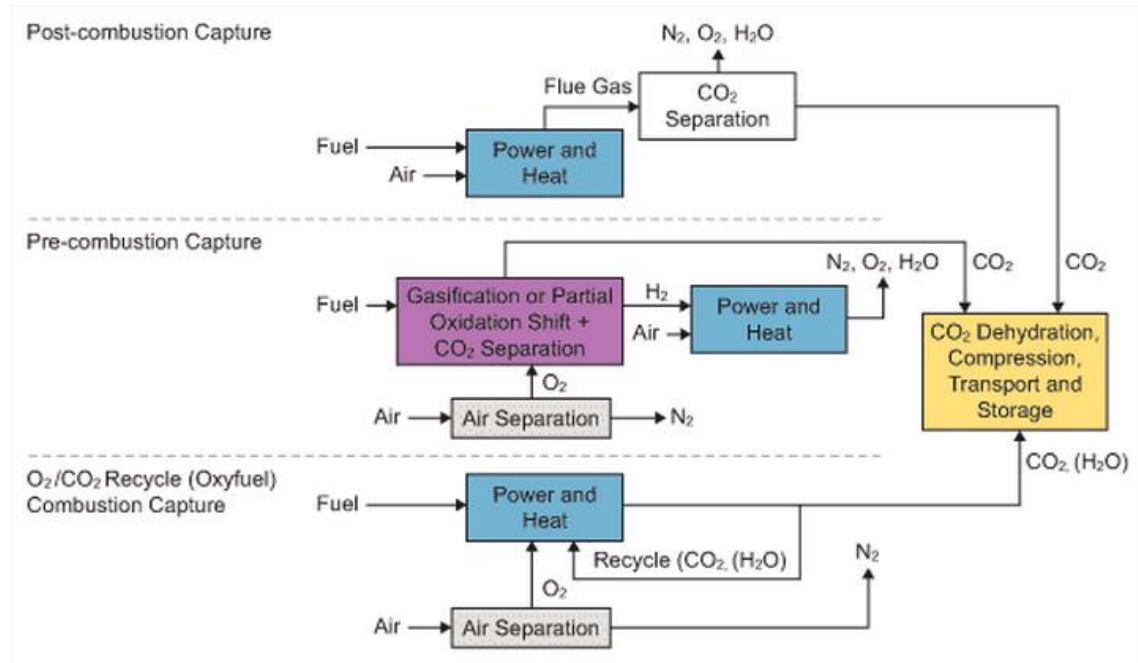 Post-combustion Capture
N₂, O₂, H₂O
Flue Gas
CO₂
Separation
Fuel
Air
Power and
Heat
Pre-combustion Capture
N₂, O₂, H₂O
CO₂
CO₂
Fuel
Gasification or Partial
Oxidation Shift +
CO₂ Separation
H₂
Air
Power and
Heat
CO₂ Dehydration,
Compression,
Transport and
Storage
O₂
Air
Air Separation
N₂
O₂/CO₂ Recycle (Oxyfuel)
Combustion Capture
Fuel
Power and
Heat
CO₂, (H₂O)
Recycle (CO₂, (H₂O)
N₂
O₂
Air
Air Separation